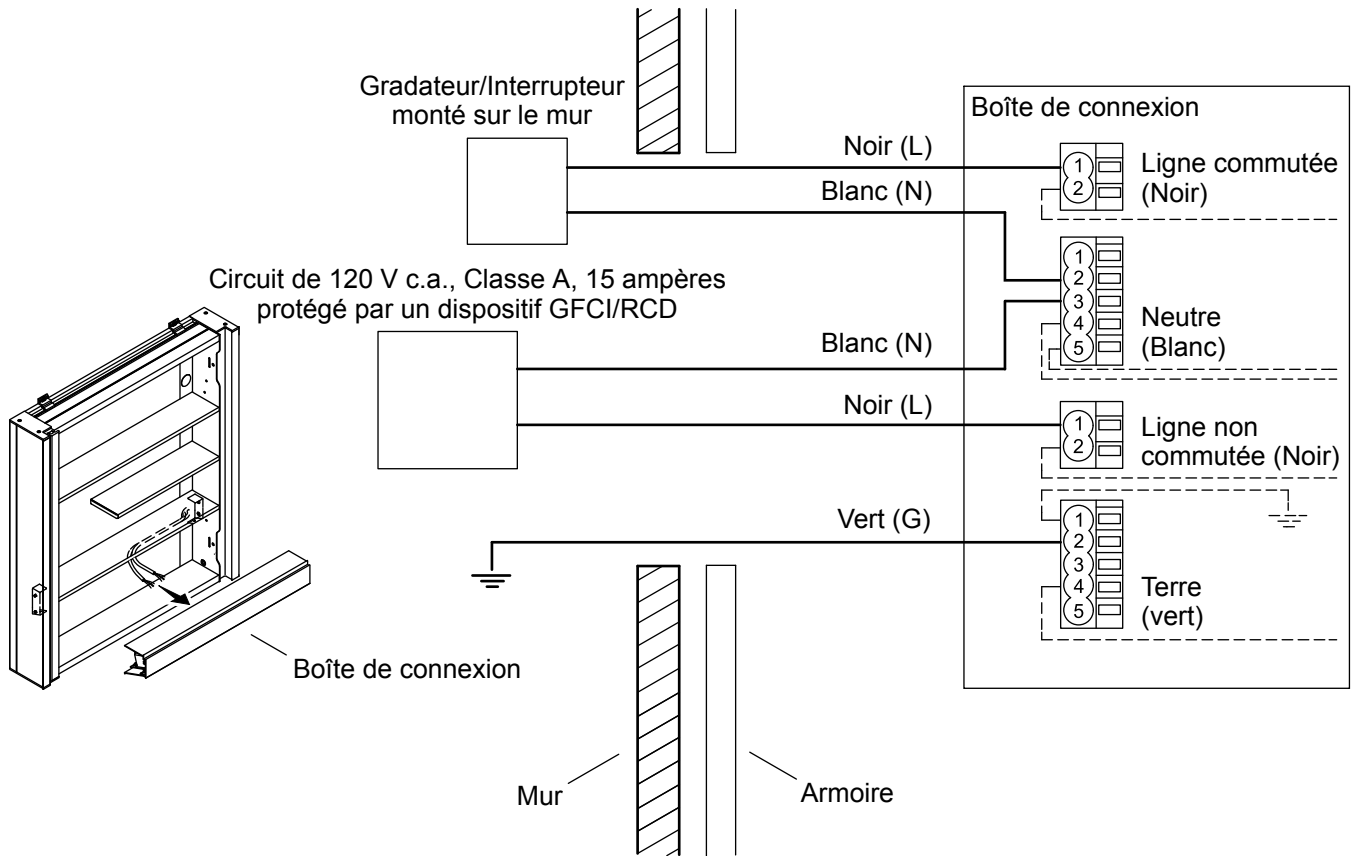 Gradateur/Interrupteur
monté sur le mur
Boîte de connexion
Noir (L)
1
2
Ligne commutée
(Noir)
Blanc (N)
1
2
3
4
5
Neutre
(Blanc)
Circuit de 120 V c.a., Classe A, 15 ampères
protégé par un dispositif GFCI/RCD
Blanc (N)
Noir (L)
1
2
Ligne non
commutée (Noir)
Vert (G)
1
2
3
4
5
Terre
(vert)
Boîte de connexion
Mur
Armoire